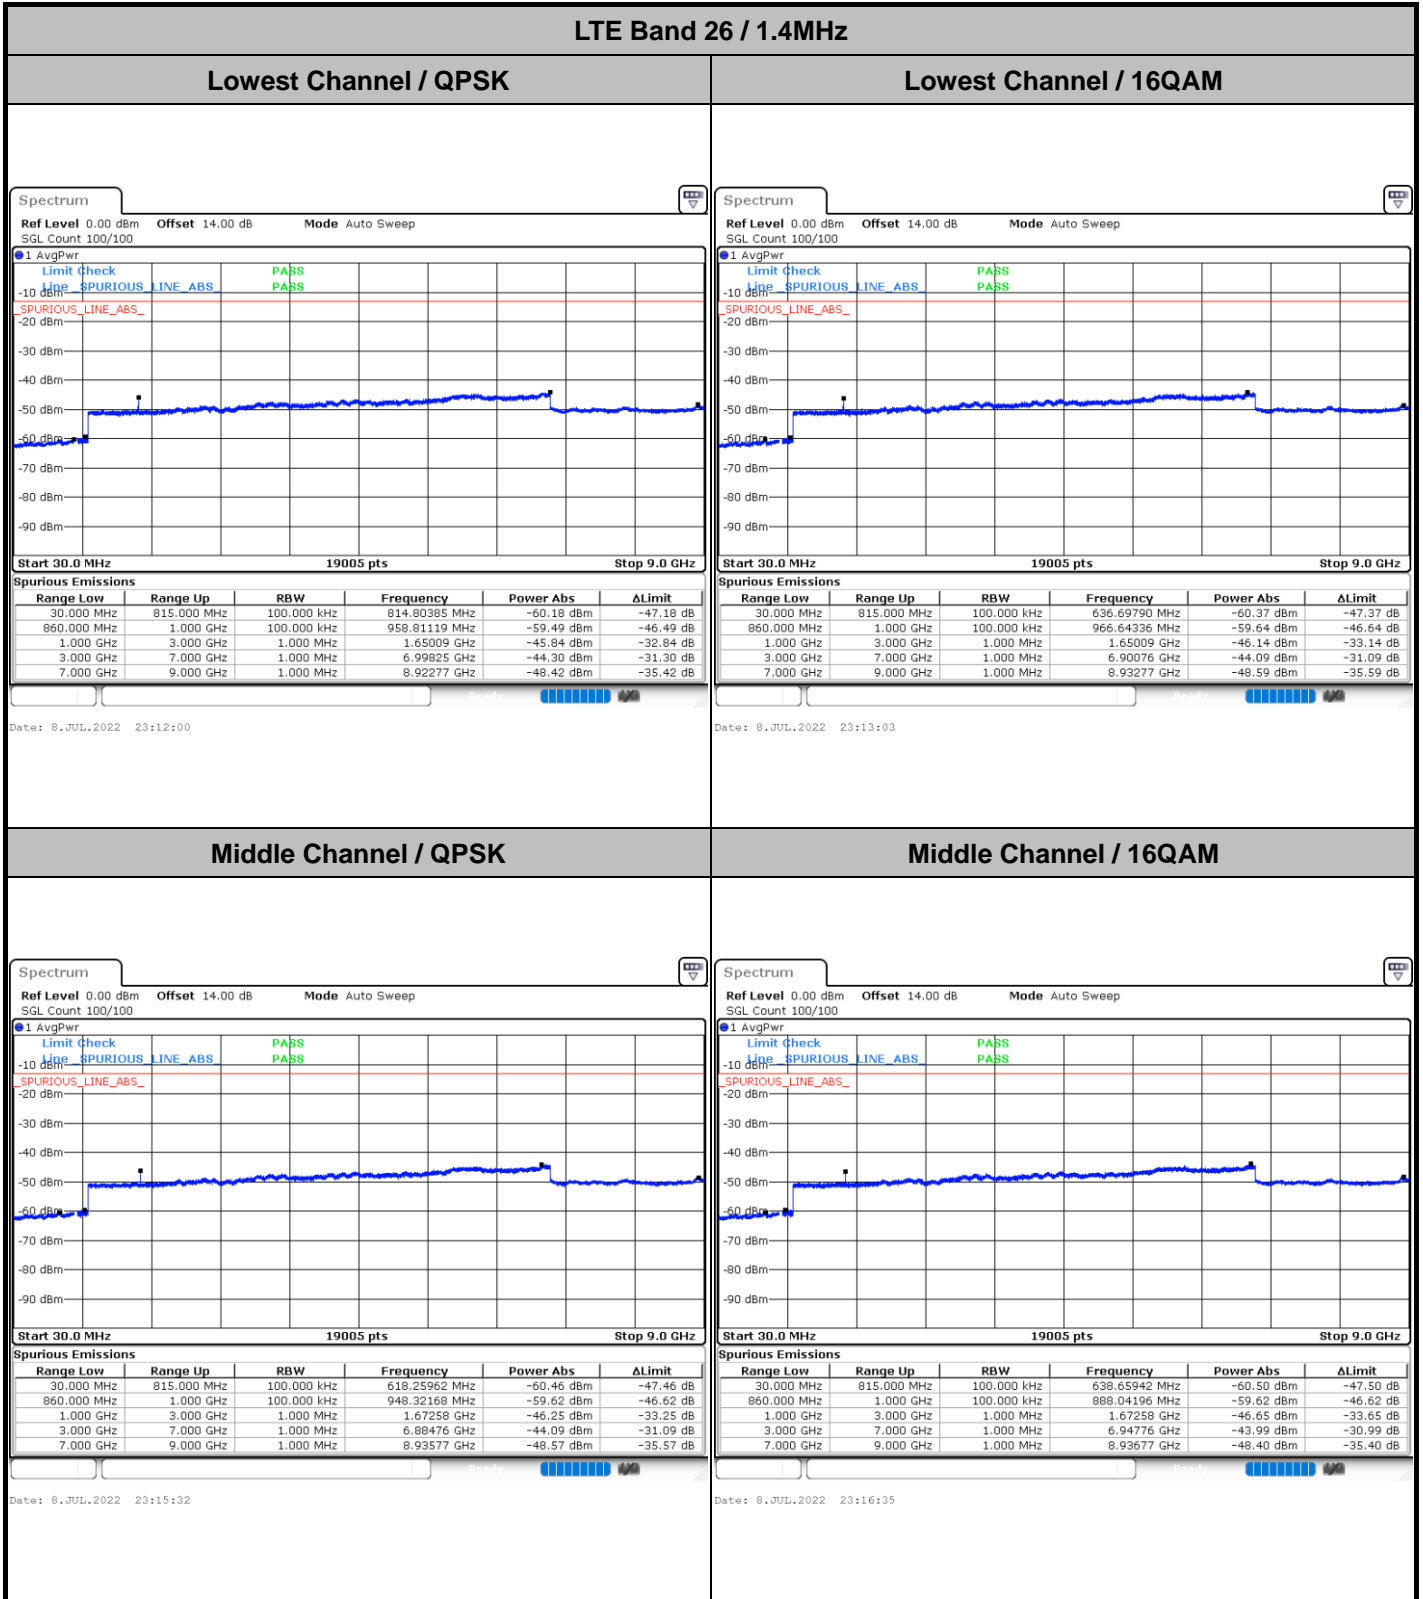 LTE Band 26 / 1.4MHz
Lowest Channel / QPSK
Lowest Channel / 16QAM
Spectrum
Ref Level 0.00 dBm Offset 14.00 dB Mode Auto Sweep
SGL Count 100/100
1 AvgPwr
Limit Check PASS
Line _SPURIOUS_LINE_ABS_ PASS
-10 dBm
_SPURIOUS_LINE_ABS_
-20 dBm
-30 dBm
-40 dBm
-50 dBm
-60 dBm
-70 dBm
-80 dBm
-90 dBm
Start 30.0 MHz 19005 pts Stop 9.0 GHz
Spurious Emissions
Range Low Range Up RBW Frequency Power Abs ΔLimit
30.000 MHz 815.000 MHz 100.000 kHz 814.80385 MHz -60.18 dBm -47.18 dB
860.000 MHz 1.000 GHz 100.000 kHz 958.81119 MHz -59.49 dBm -46.49 dB
1.000 GHz 3.000 GHz 1.000 MHz 1.65009 GHz -45.84 dBm -32.84 dB
3.000 GHz 7.000 GHz 1.000 MHz 6.99825 GHz -44.30 dBm -31.30 dB
7.000 GHz 9.000 GHz 1.000 MHz 8.92277 GHz -48.42 dBm -35.42 dB
Ready
Date: 8.JUL.2022 23:12:00
Spectrum
Ref Level 0.00 dBm Offset 14.00 dB Mode Auto Sweep
SGL Count 100/100
1 AvgPwr
Limit Check PASS
Line _SPURIOUS_LINE_ABS_ PASS
-10 dBm
_SPURIOUS_LINE_ABS_
-20 dBm
-30 dBm
-40 dBm
-50 dBm
-60 dBm
-70 dBm
-80 dBm
-90 dBm
Start 30.0 MHz 19005 pts Stop 9.0 GHz
Spurious Emissions
Range Low Range Up RBW Frequency Power Abs ΔLimit
30.000 MHz 815.000 MHz 100.000 kHz 636.69790 MHz -60.37 dBm -47.37 dB
860.000 MHz 1.000 GHz 100.000 kHz 966.64336 MHz -59.64 dBm -46.64 dB
1.000 GHz 3.000 GHz 1.000 MHz 1.65009 GHz -46.14 dBm -33.14 dB
3.000 GHz 7.000 GHz 1.000 MHz 6.90076 GHz -44.09 dBm -31.09 dB
7.000 GHz 9.000 GHz 1.000 MHz 8.93277 GHz -48.59 dBm -35.59 dB
Ready
Date: 8.JUL.2022 23:13:03
Middle Channel / QPSK
Middle Channel / 16QAM
Spectrum
Ref Level 0.00 dBm Offset 14.00 dB Mode Auto Sweep
SGL Count 100/100
1 AvgPwr
Limit Check PASS
Line _SPURIOUS_LINE_ABS_ PASS
-10 dBm
_SPURIOUS_LINE_ABS_
-20 dBm
-30 dBm
-40 dBm
-50 dBm
-60 dBm
-70 dBm
-80 dBm
-90 dBm
Start 30.0 MHz 19005 pts Stop 9.0 GHz
Spurious Emissions
Range Low Range Up RBW Frequency Power Abs ΔLimit
30.000 MHz 815.000 MHz 100.000 kHz 618.25962 MHz -60.46 dBm -47.46 dB
860.000 MHz 1.000 GHz 100.000 kHz 948.32168 MHz -59.62 dBm -46.62 dB
1.000 GHz 3.000 GHz 1.000 MHz 1.67258 GHz -46.25 dBm -33.25 dB
3.000 GHz 7.000 GHz 1.000 MHz 6.88476 GHz -44.09 dBm -31.09 dB
7.000 GHz 9.000 GHz 1.000 MHz 8.93577 GHz -48.57 dBm -35.57 dB
Ready
Date: 8.JUL.2022 23:15:32
Spectrum
Ref Level 0.00 dBm Offset 14.00 dB Mode Auto Sweep
SGL Count 100/100
1 AvgPwr
Limit Check PASS
Line _SPURIOUS_LINE_ABS_ PASS
-10 dBm
_SPURIOUS_LINE_ABS_
-20 dBm
-30 dBm
-40 dBm
-50 dBm
-60 dBm
-70 dBm
-80 dBm
-90 dBm
Start 30.0 MHz 19005 pts Stop 9.0 GHz
Spurious Emissions
Range Low Range Up RBW Frequency Power Abs ΔLimit
30.000 MHz 815.000 MHz 100.000 kHz 638.65942 MHz -60.50 dBm -47.50 dB
860.000 MHz 1.000 GHz 100.000 kHz 888.04196 MHz -59.62 dBm -46.62 dB
1.000 GHz 3.000 GHz 1.000 MHz 1.67258 GHz -46.65 dBm -33.65 dB
3.000 GHz 7.000 GHz 1.000 MHz 6.94776 GHz -43.99 dBm -30.99 dB
7.000 GHz 9.000 GHz 1.000 MHz 8.93677 GHz -48.40 dBm -35.40 dB
Ready
Date: 8.JUL.2022 23:16:35